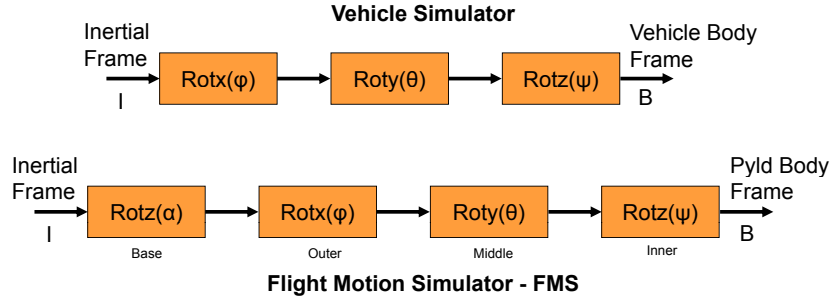 Vehicle Simulator
Inertial
Frame
Vehicle Body
Frame
Rotx(φ)
Roty(θ)
Rotz(ψ)
I
B
Inertial
Frame
Pyld Body
Frame
Rotz(α)
Rotx(φ)
Roty(θ)
Rotz(ψ)
I
B
Base
Outer
Middle
Inner
Flight Motion Simulator - FMS